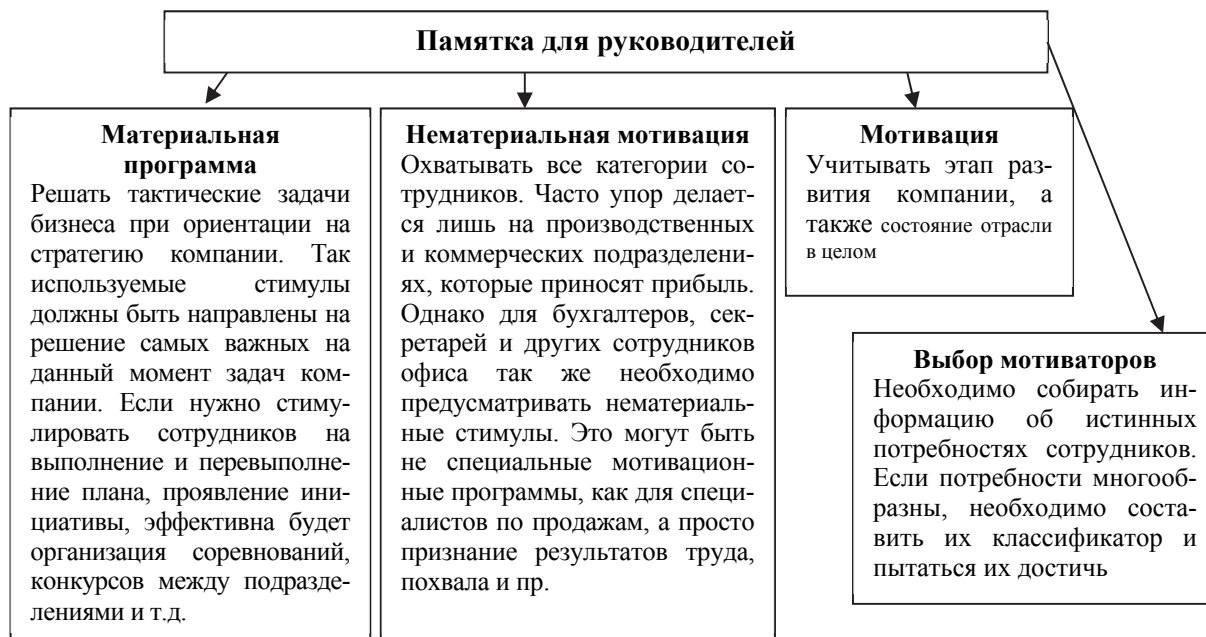 Памятка для руководителей
Материальная
программа
Решать тактические задачи
бизнеса при ориентации на
стратегию компании. Так
используемые стимулы
должны быть направлены на
решение самых важных на
данный момент задач ком-
пании. Если нужно стиму-
лировать сотрудников на
выполнение и перевыполне-
ние плана, проявление ини-
циативы, эффективна будет
организация соревнований,
конкурсов между подразде-
лениями и т.д.
Нематериальная мотивация
Охватывать все категории со-
трудников. Часто упор делает-
ся лишь на производственных
и коммерческих подразделени-
ях, которые приносят прибыль.
Однако для бухгалтеров, сек-
ретарей и других сотрудников
офиса так же необходимо
предусматривать нематериаль-
ные стимулы. Это могут быть
не специальные мотивацион-
ные программы, как для специ-
алистов по продажам, а просто
признание результатов труда,
похвала и пр.
Мотивация
Учитывать этап раз-
вития компании, а
также состояние отрасли
в целом
Выбор мотиваторов
Необходимо собирать ин-
формацию об истинных
потребностях сотрудников.
Если потребности многооб-
разны, необходимо соста-
вить их классификатор и
пытаться их достичь